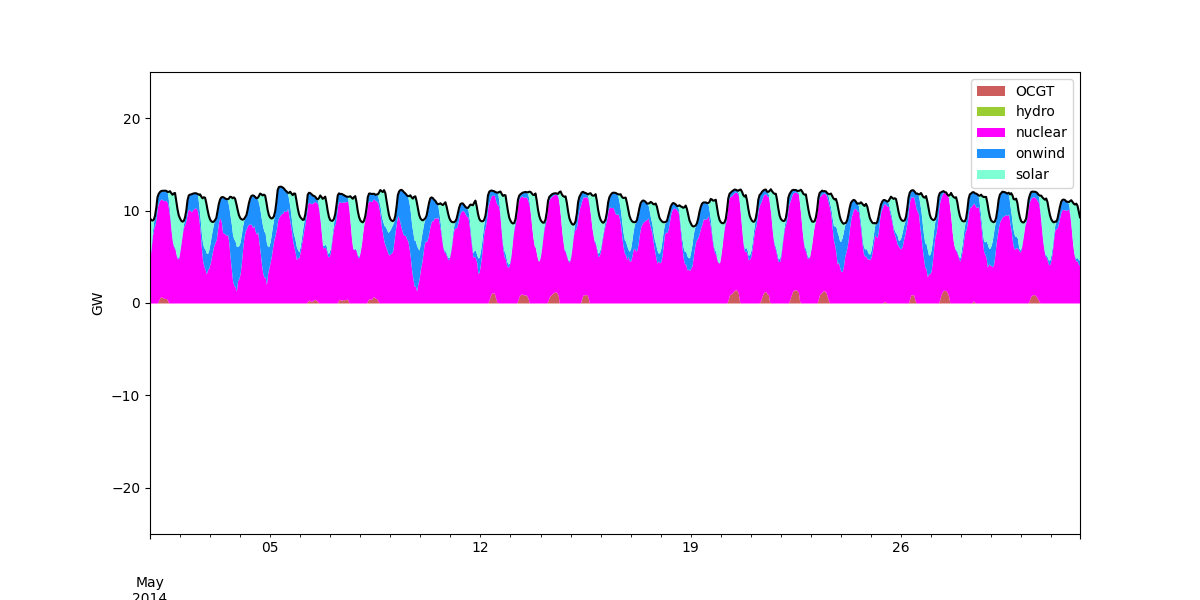 OCGT
hydro
nuclear
onwind
solar
GW
20
10
0
−10
−20
05
12
19
26
May
2014